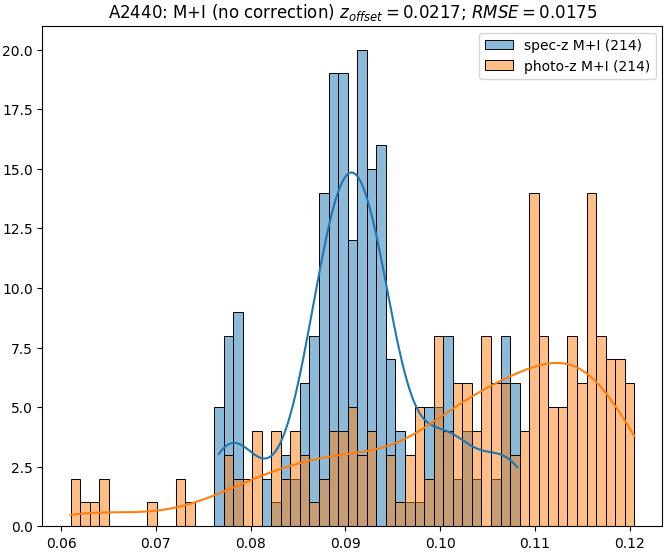 A2440: M+I (no correction) z_offset = 0.0217; RMSE = 0.0175
spec-z M+I (214)
photo-z M+I (214)
20.0
17.5
15.0
12.5
10.0
7.5
5.0
2.5
0.0
0.06 0.07 0.08 0.09 0.10 0.11 0.12